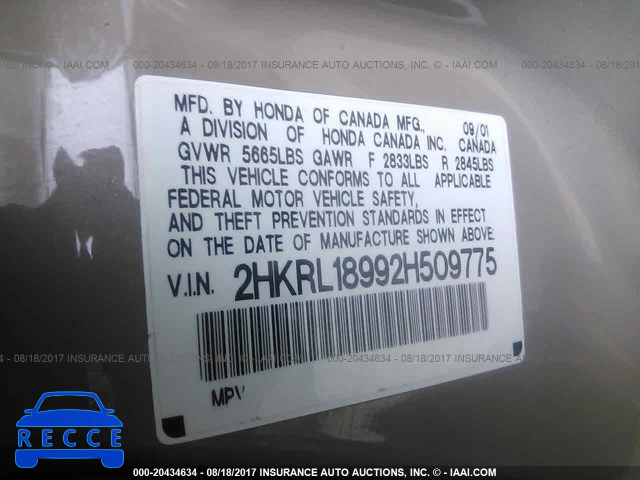 000-20434634 - 08/18/2017 INSURANCE AUTO AUCTIONS, INC. - © - IAAI.COM
MFD. BY HONDA OF CANADA MFG., 09/01
A DIVISION OF HONDA CANADA INC. CANADA
GVWR 5665LBS GAWR F 2833LBS R 2845LBS
THIS VEHICLE CONFORMS TO ALL APPLICABLE
FEDERAL MOTOR VEHICLE SAFETY,
AND THEFT PREVENTION STANDARDS IN EFFECT
ON THE DATE OF MANUFACTURE SHOWN ABOVE:
V.I.N. 2HKRL18992H509775
000-20434634 - 08/18/2017 INSURANCE AUTO AUCTIONS, INC. - © - IAAI.COM
MPV
RECCE
000-20434634 - 08/18/2017 INSURANCE AUTO AUCTIONS, INC. - © - IAAI.COM